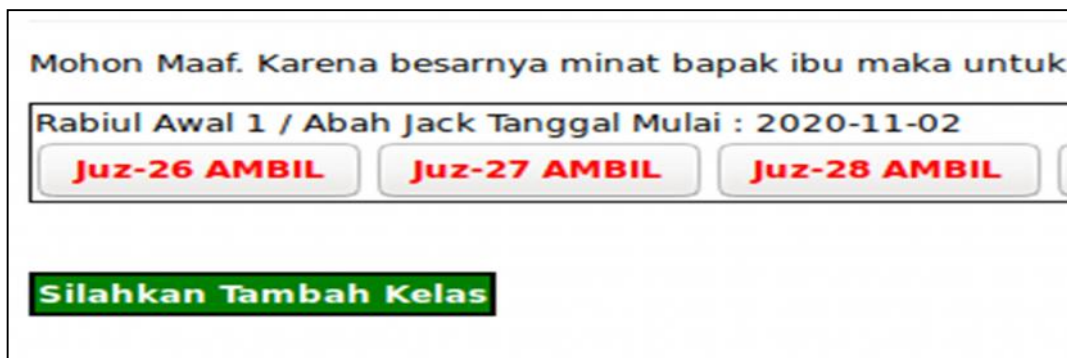 Mohon Maaf. Karena besarnya minat bapak ibu maka untuk
Rabiul Awal 1 / Abah Jack Tanggal Mulai : 2020-11-02
Juz-26 AMBIL Juz-27 AMBIL Juz-28 AMBIL
Silahkan Tambah Kelas